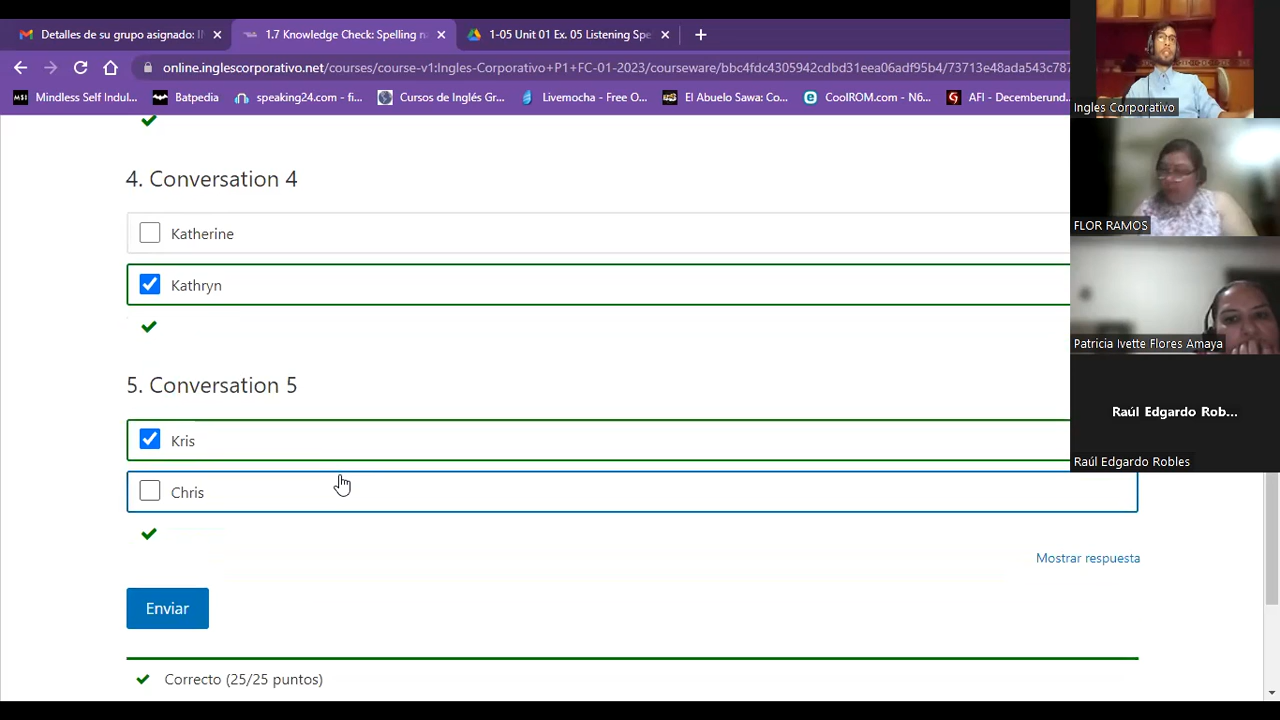 Detalles de su grupo asignado: I
1.7 Knowledge Check: Spelling n
1-05 Unit 01 Ex. 05 Listening Spe
online.inglescorporativo.net/courses/course-v1:Ingles-Corporativo+P1+FC-01-2023/courseware/bbc4fdc4305942cdbd31eea06adf95b4/73713e48ada543c787
Mindless Self Indul...
Batpedia
speaking24.com - fi...
Cursos de Inglés Gr...
Livemocha - Free O...
El Abuelo Sawa: Co...
CoolROM.com - N6...
AFI - Decemberund...
Ingles Corporativo
4. Conversation 4
Katherine
FLOR RAMOS
Kathryn
Patricia Ivette Flores Amaya
5. Conversation 5
Raúl Edgardo Rob...
Kris
Raúl Edgardo Robles
Chris
Mostrar respuesta
Enviar
Correcto (25/25 puntos)